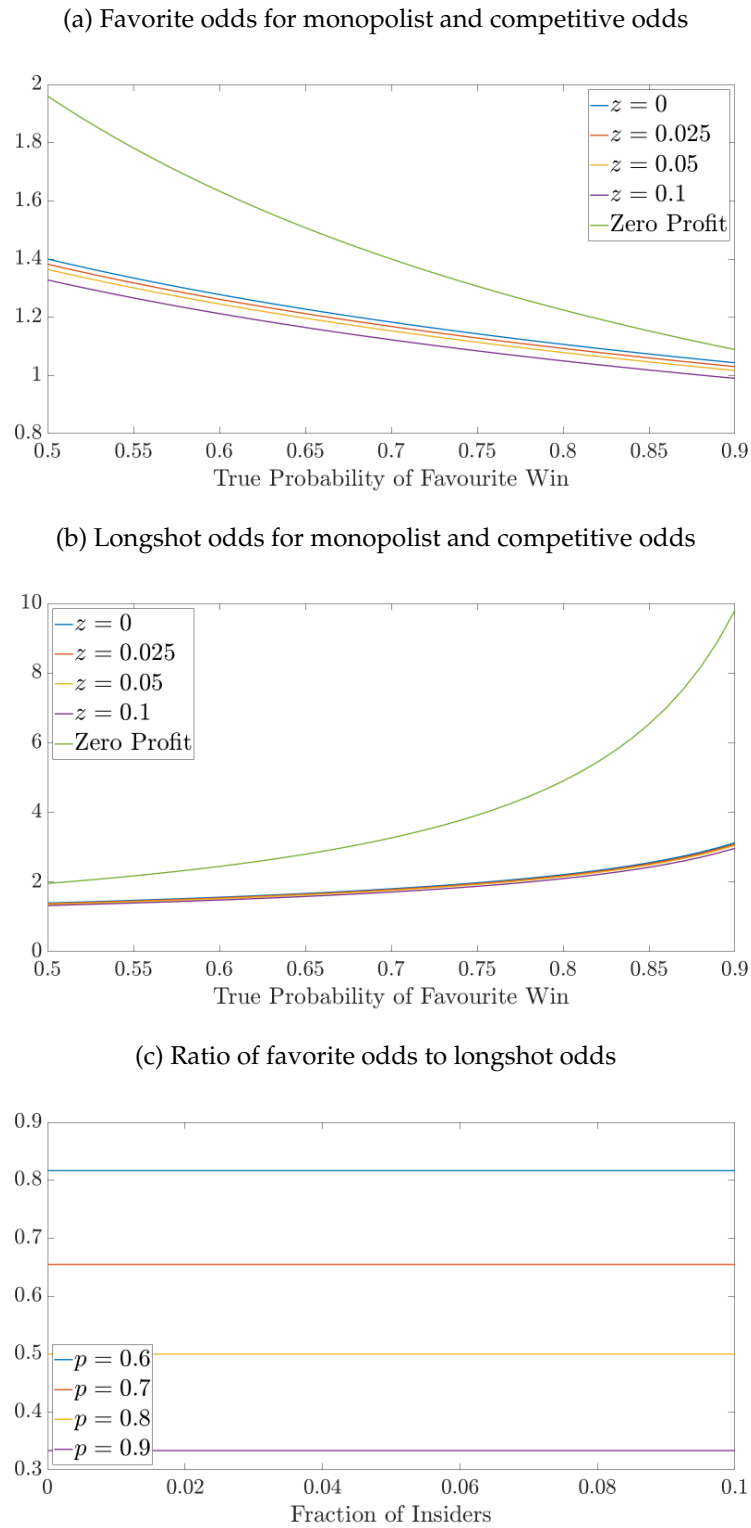 (a) Favorite odds for monopolist and competitive odds
2
1.8
1.6
1.4
1.2
1
0.8
z = 0
z = 0.025
z = 0.05
z = 0.1
Zero Profit
0.5 0.55 0.6 0.65 0.7 0.75 0.8 0.85 0.9
True Probability of Favourite Win
(b) Longshot odds for monopolist and competitive odds
10
8
6
4
2
0
z = 0
z = 0.025
z = 0.05
z = 0.1
Zero Profit
0.5 0.55 0.6 0.65 0.7 0.75 0.8 0.85 0.9
True Probability of Favourite Win
(c) Ratio of favorite odds to longshot odds
0.9
0.8
0.7
0.6
0.5
0.4
0.3
p = 0.6
p = 0.7
p = 0.8
p = 0.9
0 0.02 0.04 0.06 0.08 0.1
Fraction of Insiders